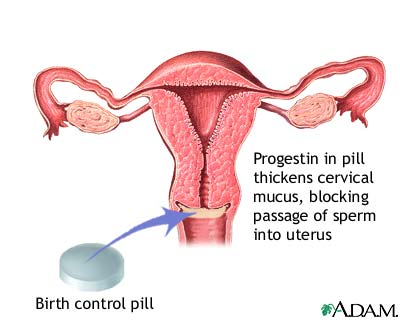 Progestin in pill
thickens cervical
mucus, blocking
passage of sperm
into uterus
Birth control pill
A.D.A.M.